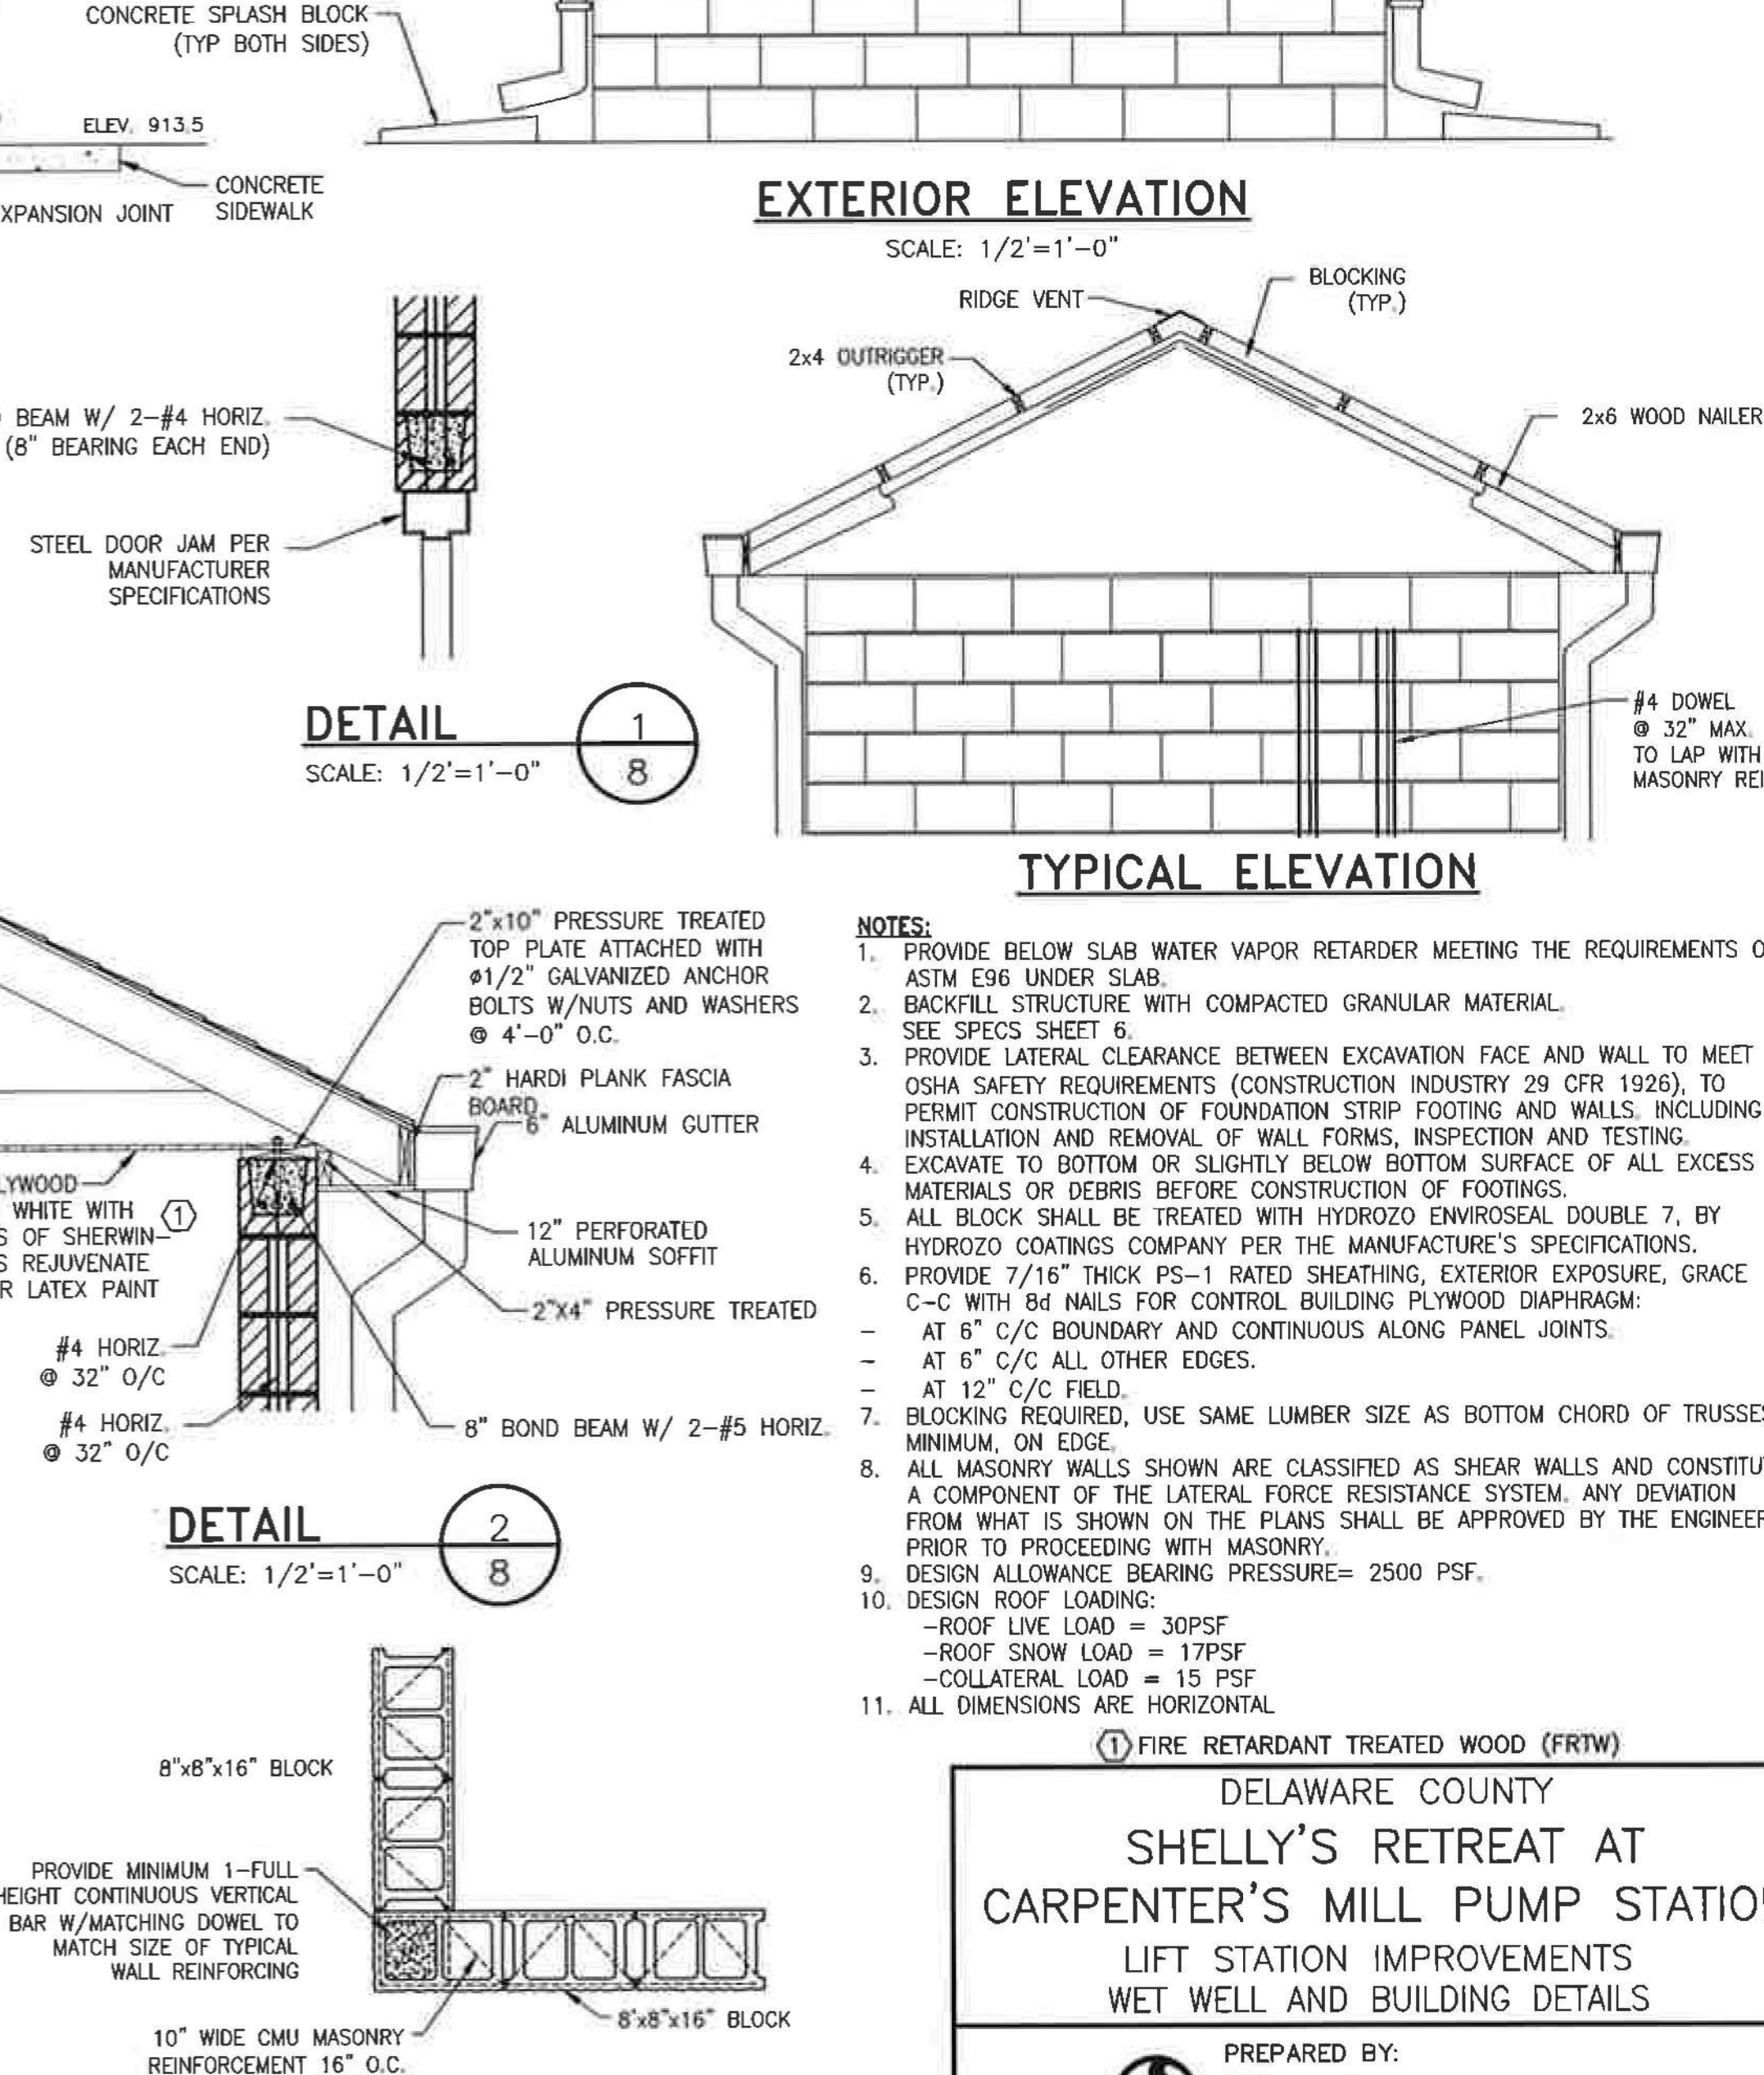 CONCRETE SPLASH BLOCK
(TYP BOTH SIDES)
ELEV. 913.5
CONCRETE
SIDEWALK
XPANSION JOINT
EXTERIOR ELEVATION
SCALE: 1/2'=1'-0"
RIDGE VENT
BLOCKING
(TYP.)
2x4 OUTRIGGER
(TYP.)
2x6 WOOD NAILER
BEAM W/ 2-#4 HORIZ.
(8" BEARING EACH END)
STEEL DOOR JAM PER
MANUFACTURER
SPECIFICATIONS
DETAIL
1
8
SCALE: 1/2'=1'-0"
#4 DOWEL
@ 32" MAX.
TO LAP WITH
MASONRY REI
TYPICAL ELEVATION
2"x10" PRESSURE TREATED
TOP PLATE ATTACHED WITH
ø1/2" GALVANIZED ANCHOR
BOLTS W/NUTS AND WASHERS
@ 4'-0" O.C.
2" HARDI PLANK FASCIA
BOARD
6" ALUMINUM GUTTER
LYWOOD
WHITE WITH
S OF SHERWIN-
S REJUVENATE
R LATEX PAINT
1
12" PERFORATED
ALUMINUM SOFFIT
2"X4" PRESSURE TREATED
#4 HORIZ.
@ 32" O/C
#4 HORIZ.
@ 32" O/C
8" BOND BEAM W/ 2-#5 HORIZ.
DETAIL
2
8
SCALE: 1/2'=1'-0"
NOTES:
1. PROVIDE BELOW SLAB WATER VAPOR RETARDER MEETING THE REQUIREMENTS O
ASTM E96 UNDER SLAB.
2. BACKFILL STRUCTURE WITH COMPACTED GRANULAR MATERIAL.
SEE SPECS SHEET 6.
3. PROVIDE LATERAL CLEARANCE BETWEEN EXCAVATION FACE AND WALL TO MEET
OSHA SAFETY REQUIREMENTS (CONSTRUCTION INDUSTRY 29 CFR 1926), TO
PERMIT CONSTRUCTION OF FOUNDATION STRIP FOOTING AND WALLS. INCLUDING
INSTALLATION AND REMOVAL OF WALL FORMS, INSPECTION AND TESTING.
4. EXCAVATE TO BOTTOM OR SLIGHTLY BELOW BOTTOM SURFACE OF ALL EXCESS
MATERIALS OR DEBRIS BEFORE CONSTRUCTION OF FOOTINGS.
5. ALL BLOCK SHALL BE TREATED WITH HYDROZO ENVIROSEAL DOUBLE 7, BY
HYDROZO COATINGS COMPANY PER THE MANUFACTURE'S SPECIFICATIONS.
6. PROVIDE 7/16" THICK PS-1 RATED SHEATHING, EXTERIOR EXPOSURE, GRACE
C-C WITH 8d NAILS FOR CONTROL BUILDING PLYWOOD DIAPHRAGM:
- AT 6" C/C BOUNDARY AND CONTINUOUS ALONG PANEL JOINTS.
- AT 6" C/C ALL OTHER EDGES.
- AT 12" C/C FIELD.
7. BLOCKING REQUIRED, USE SAME LUMBER SIZE AS BOTTOM CHORD OF TRUSSES
MINIMUM, ON EDGE.
8. ALL MASONRY WALLS SHOWN ARE CLASSIFIED AS SHEAR WALLS AND CONSTITU
A COMPONENT OF THE LATERAL FORCE RESISTANCE SYSTEM. ANY DEVIATION
FROM WHAT IS SHOWN ON THE PLANS SHALL BE APPROVED BY THE ENGINEER
PRIOR TO PROCEEDING WITH MASONRY.
9. DESIGN ALLOWANCE BEARING PRESSURE= 2500 PSF.
10. DESIGN ROOF LOADING:
-ROOF LIVE LOAD = 30PSF
-ROOF SNOW LOAD = 17PSF
-COLLATERAL LOAD = 15 PSF
11. ALL DIMENSIONS ARE HORIZONTAL
1 FIRE RETARDANT TREATED WOOD (FRTW)
8"x8"x16" BLOCK
PROVIDE MINIMUM 1-FULL
HEIGHT CONTINUOUS VERTICAL
BAR W/MATCHING DOWEL TO
MATCH SIZE OF TYPICAL
WALL REINFORCING
8'x8"x16" BLOCK
10" WIDE CMU MASONRY
REINFORCEMENT 16" O.C.
DELAWARE COUNTY
SHELLY'S RETREAT AT
CARPENTER'S MILL PUMP STATIO
LIFT STATION IMPROVEMENTS
WET WELL AND BUILDING DETAILS
PREPARED BY: